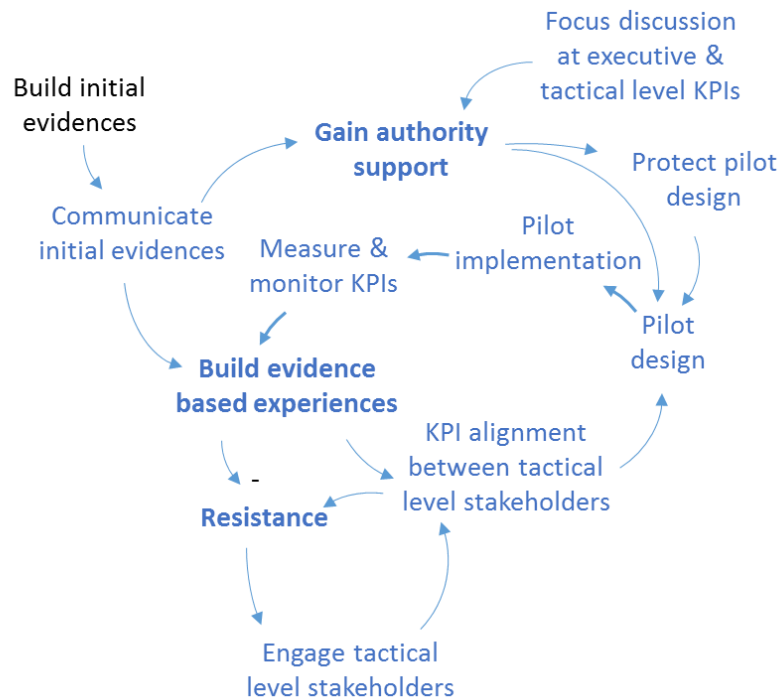 Focus discussion
at executive &
tactical level KPIs
Build initial
evidences
Gain authority
support
Protect pilot
design
Communicate
initial evidences
Pilot
implementation
Measure &
monitor KPIs
Pilot
design
Build evidence
based experiences
KPI alignment
between tactical
level stakeholders
-
Resistance
Engage tactical
level stakeholders